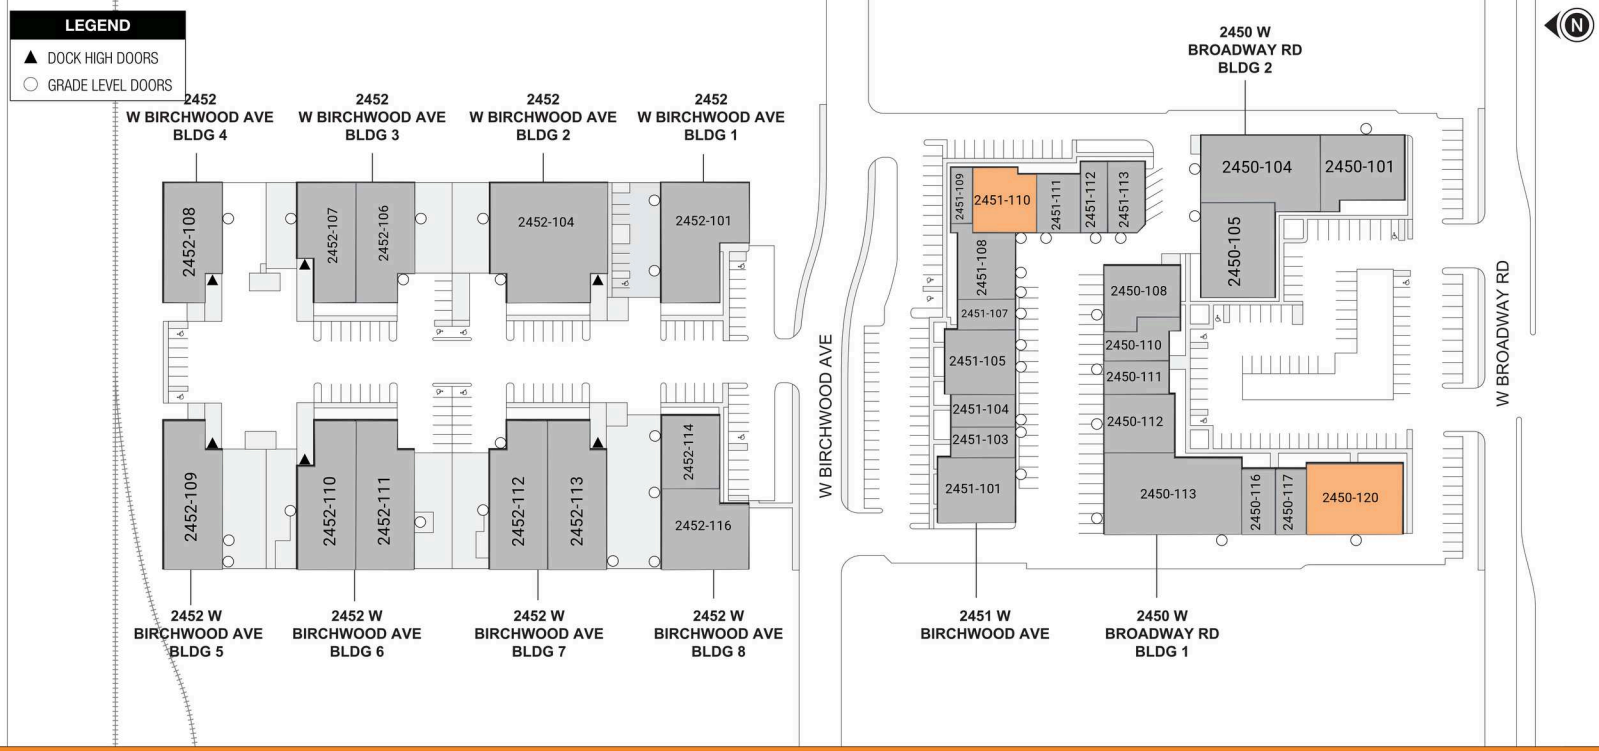 LEGEND
DOCK HIGH DOORS
GRADE LEVEL DOORS
N
2450 W
BROADWAY RD
BLDG 2
2452
W BIRCHWOOD AVE
BLDG 4
2452
W BIRCHWOOD AVE
BLDG 3
2452
W BIRCHWOOD AVE
BLDG 2
2452
W BIRCHWOOD AVE
BLDG 1
2452-108
2452-107
2452-106
2452-104
2452-101
2451-109
2451-110
2451-111
2451-112
2451-113
2450-104
2450-101
2450-105
2451-108
2451-107
2451-105
2451-104
2451-103
2451-101
2450-108
2450-110
2450-111
2450-112
2450-113
2450-116
2450-117
2450-120
W BIRCHWOOD AVE
W BROADWAY RD
2452-109
2452-110
2452-111
2452-112
2452-113
2452-114
2452-116
2452 W
BIRCHWOOD AVE
BLDG 5
2452 W
BIRCHWOOD AVE
BLDG 6
2452 W
BIRCHWOOD AVE
BLDG 7
2452 W
BIRCHWOOD AVE
BLDG 8
2451 W
BIRCHWOOD AVE
2450 W
BROADWAY RD
BLDG 1